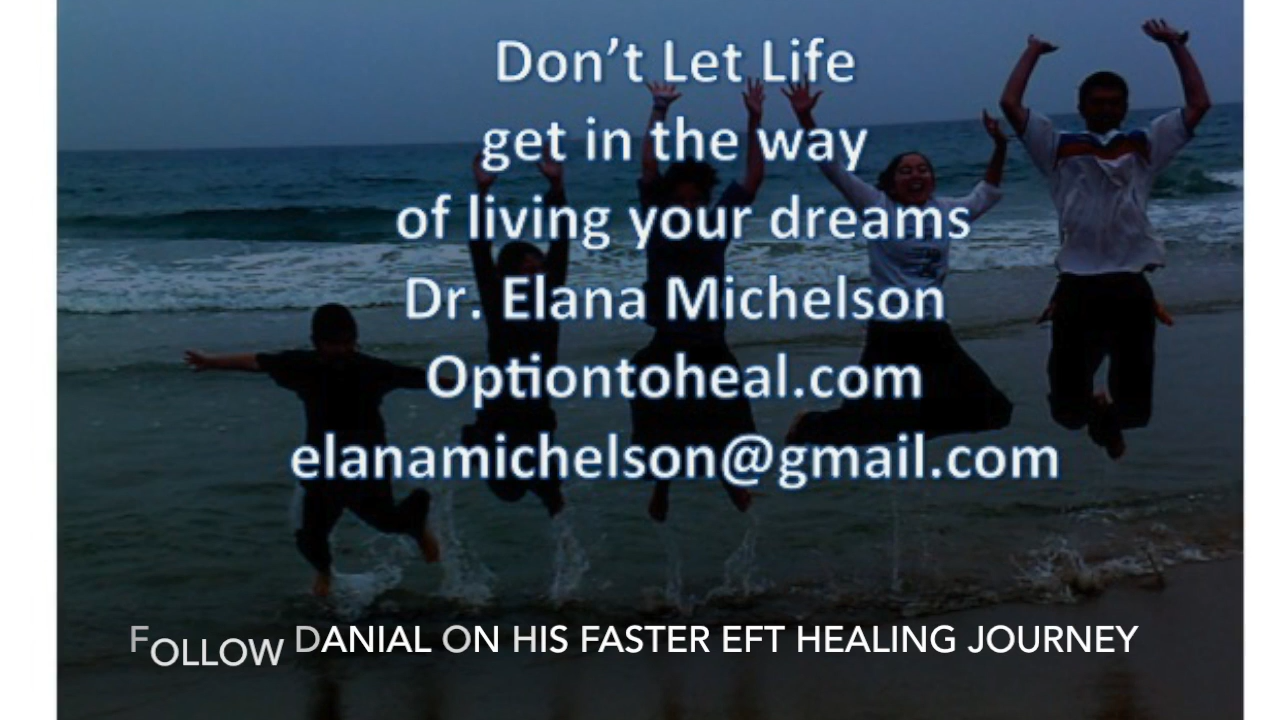 Don’t Let Life
get in the way
of living your dreams
Dr. Elana Michelson
Optiontoheal.com
elanamichelson@gmail.com
FOLLOW DANIAL ON HIS FASTER EFT HEALING JOURNEY